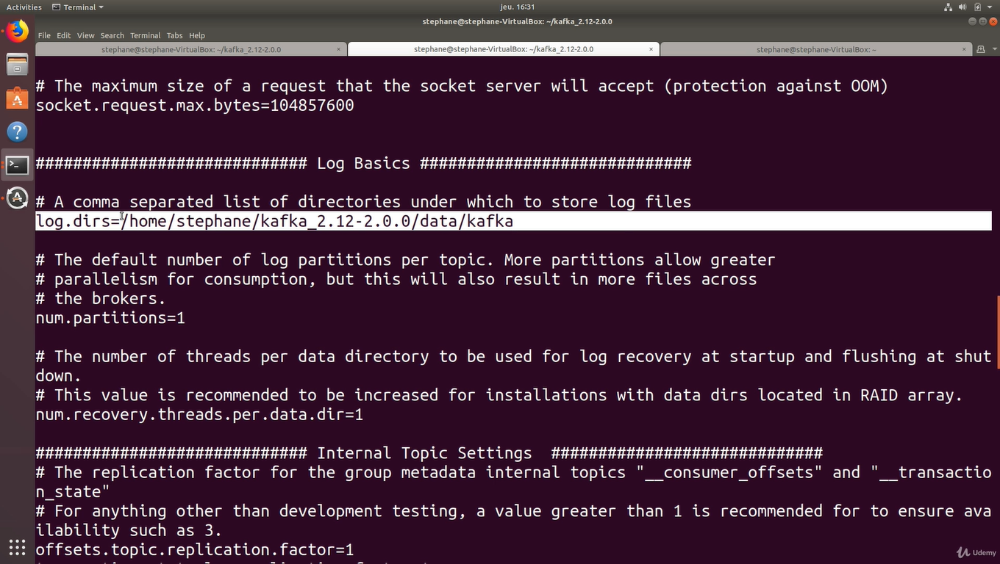 Activities
Terminal
jeu. 16:31
stephane@stephane-VirtualBox: ~/kafka_2.12-2.0.0
File Edit View Search Terminal Tabs Help
stephane@stephane-VirtualBox: ~/kafka_2.12-2.0.0 ×
stephane@stephane-VirtualBox: ~/kafka_2.12-2.0.0 ×
stephane@stephane-VirtualBox: ~ ×
# The maximum size of a request that the socket server will accept (protection against OOM)
socket.request.max.bytes=104857600
############################# Log Basics #############################
# A comma separated list of directories under which to store log files
log.dirs=/home/stephane/kafka_2.12-2.0.0/data/kafka
# The default number of log partitions per topic. More partitions allow greater
# parallelism for consumption, but this will also result in more files across
# the brokers.
num.partitions=1
# The number of threads per data directory to be used for log recovery at startup and flushing at shut
down.
# This value is recommended to be increased for installations with data dirs located in RAID array.
num.recovery.threads.per.data.dir=1
############################# Internal Topic Settings  #############################
# The replication factor for the group metadata internal topics "__consumer_offsets" and "__transactio
n_state"
# For anything other than development testing, a value greater than 1 is recommended for to ensure ava
ilability such as 3.
offsets.topic.replication.factor=1
Udemy